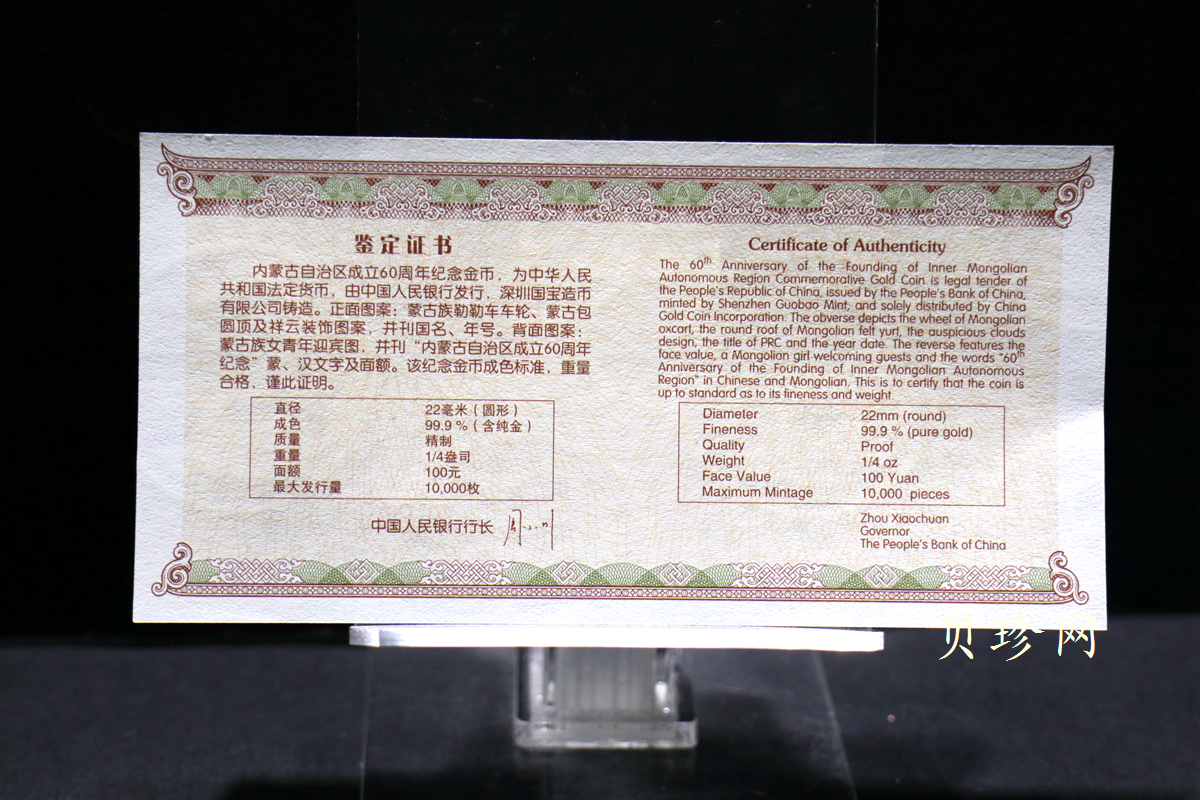 鉴定证书
内蒙古自治区成立60周年纪念金币，为中华人民
共和国法定货币，由中国人民银行发行，深圳国宝造币
有限公司铸造。正面图案：蒙古族勒勒车车轮、蒙古包
圆顶及祥云装饰图案，并刊国名、年号。背面图案：
蒙古族女青年迎宾图，并刊“内蒙古自治区成立60周年
纪念”蒙、汉文字及面额。该纪念金币成色标准，重量
合格，谨此证明。
直径 22毫米（圆形）
成色 99.9％（含纯金）
质量 精制
重量 1/4盎司
面额 100元
最大发行量 10,000枚
中国人民银行行长 周小川
Certificate of Authenticity
The 60th Anniversary of the Founding of Inner Mongolian
Autonomous Region Commemorative Gold Coin is legal tender of
the People's Republic of China, issued by the People's Bank of China,
minted by Shenzhen Guobao Mint, and solely distributed by China
Gold Coin Incorporation. The obverse depicts the wheel of Mongolian
oxcart, the round roof of Mongolian felt yurt, the auspicious clouds
design, the title of PRC and the year date. The reverse features the
face value, a Mongolian girl welcoming guests and the words "60th
Anniversary of the Founding of Inner Mongolian Autonomous
Region" in Chinese and Mongolian. This is to certify that the coin is
up to standard as to its fineness and weight.
Diameter 22mm (round)
Fineness 99.9 % (pure gold)
Quality Proof
Weight 1/4 oz
Face Value 100 Yuan
Maximum Mintage 10,000 pieces
Zhou Xiaochuan
Governor
The People's Bank of China
贝珍网